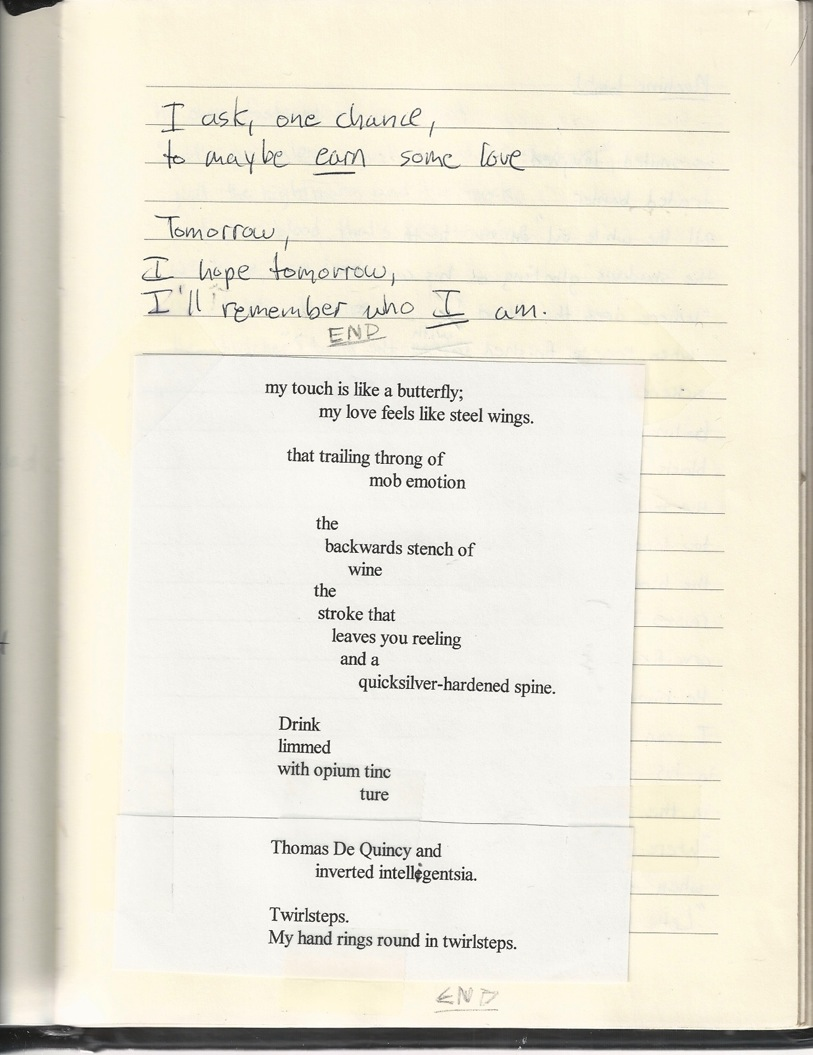 I ask, one chance,
to maybe earn some love
Tomorrow,
I hope tomorrow,
I'll remember who I am.
END
my touch is like a butterfly;
my love feels like steel wings.
that trailing throng of
mob emotion
the
backwards stench of
wine
the
stroke that
leaves you reeling
and a
quicksilver-hardened spine.
Drink
limmed
with opium tinc
ture
Thomas De Quincy and
inverted intelligentsia.
Twirlsteps.
My hand rings round in twirlsteps.
END